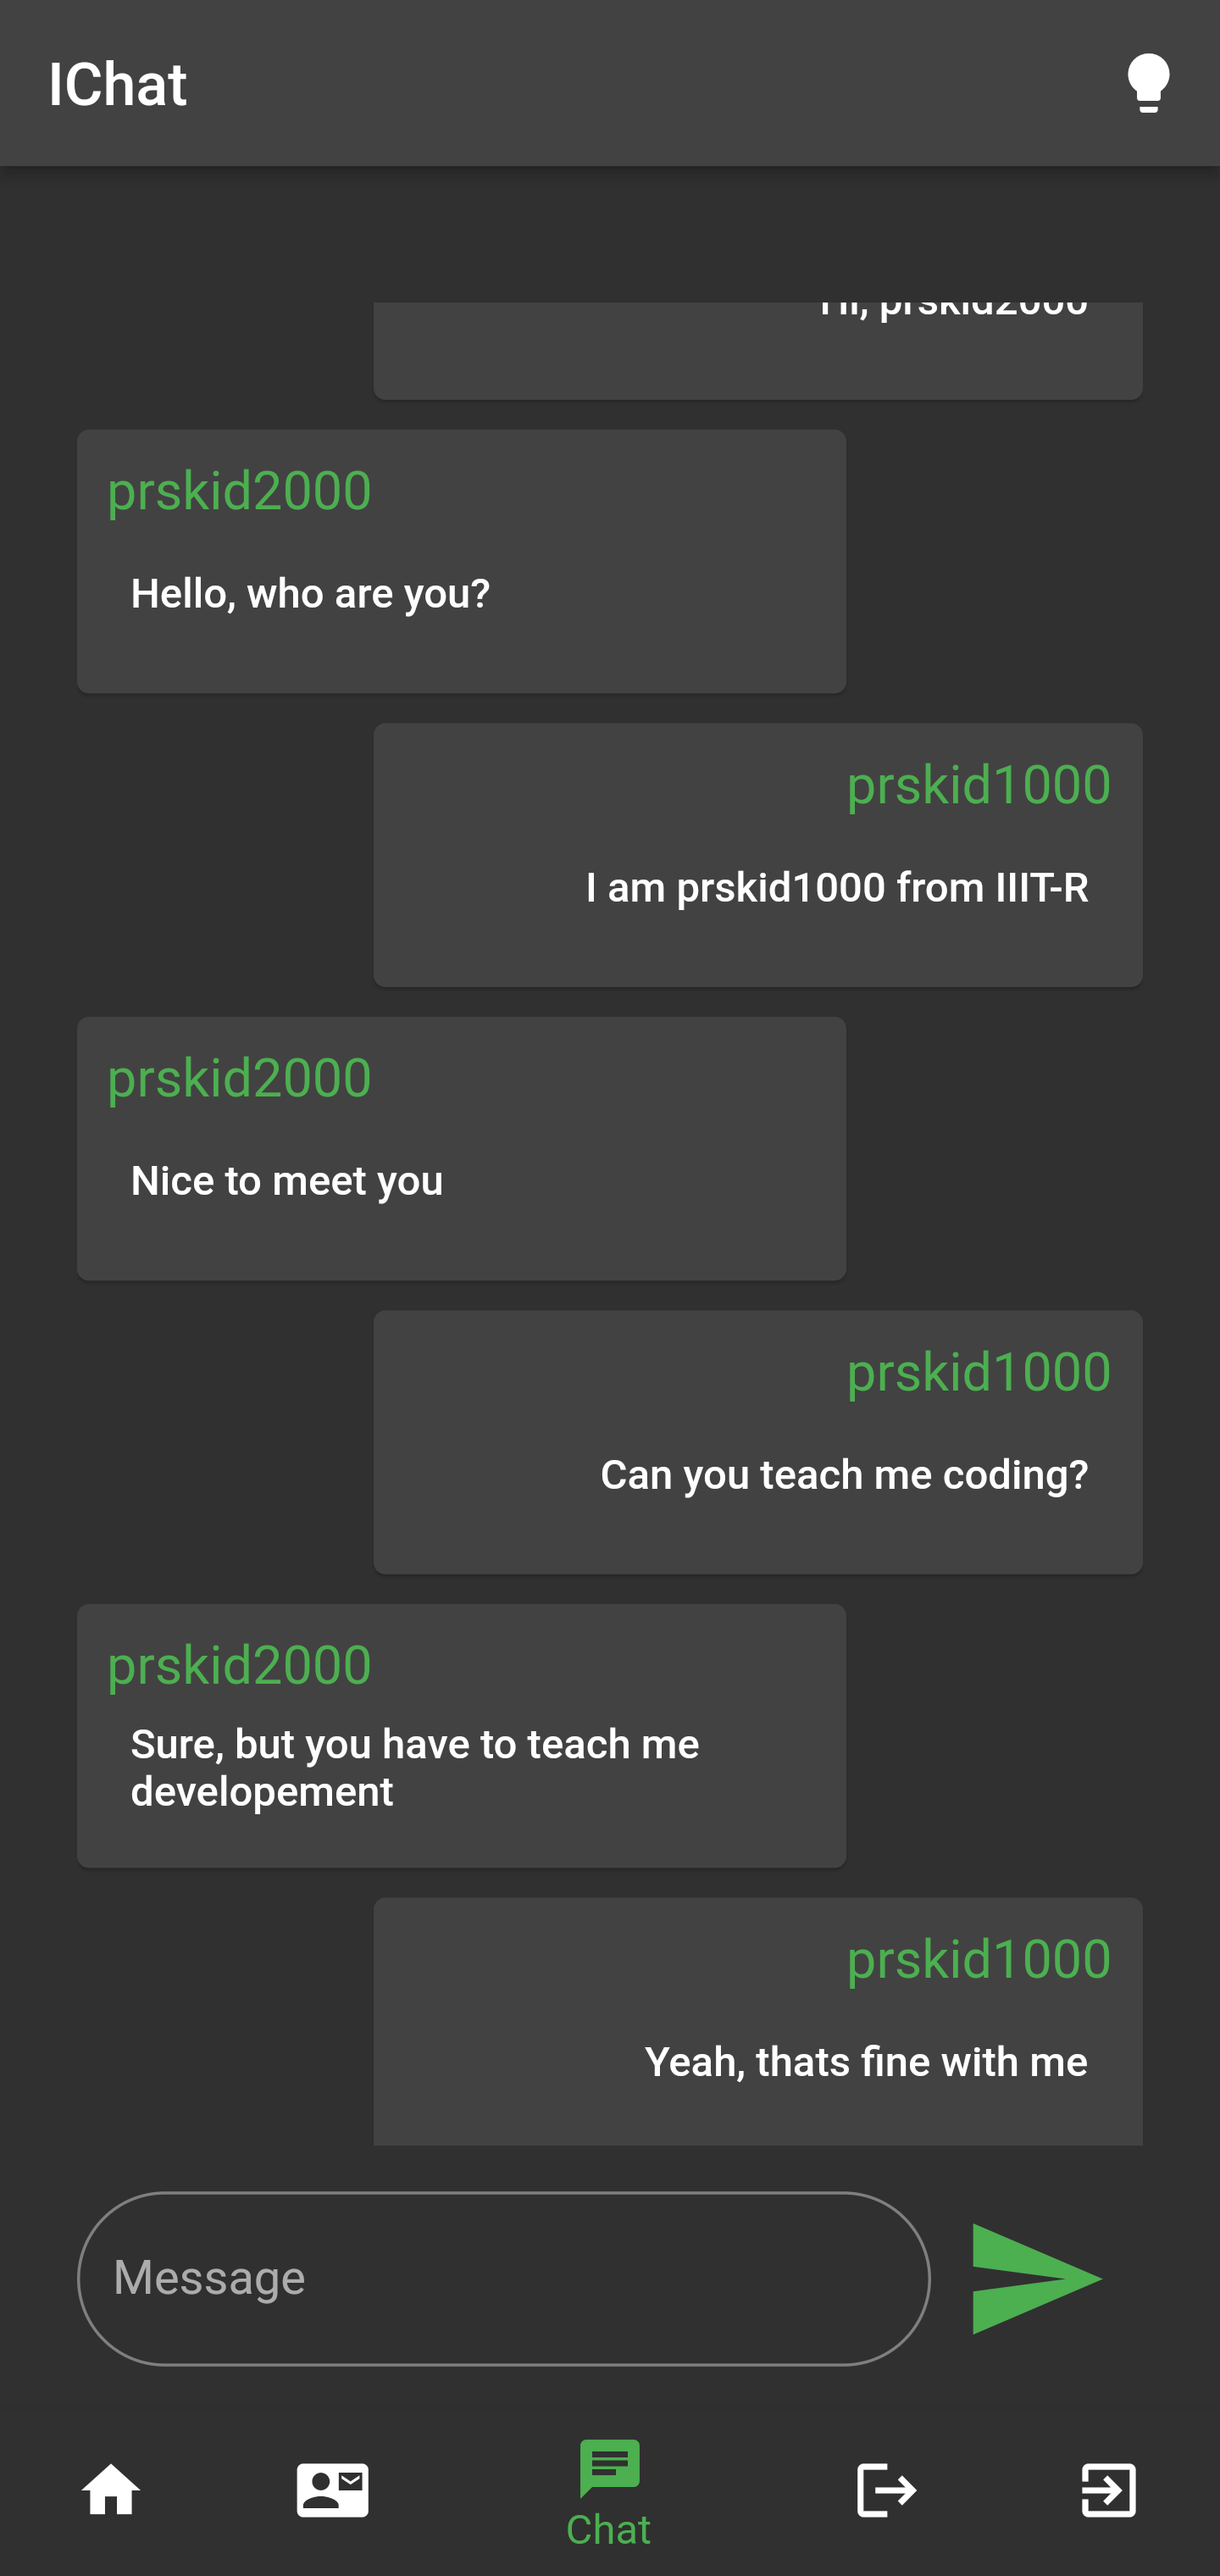 IChat
Hi, prskid2000
prskid2000
Hello, who are you?
prskid1000
I am prskid1000 from IIIT-R
prskid2000
Nice to meet you
prskid1000
Can you teach me coding?
prskid2000
Sure, but you have to teach me
developement
prskid1000
Yeah, thats fine with me
Message
Chat